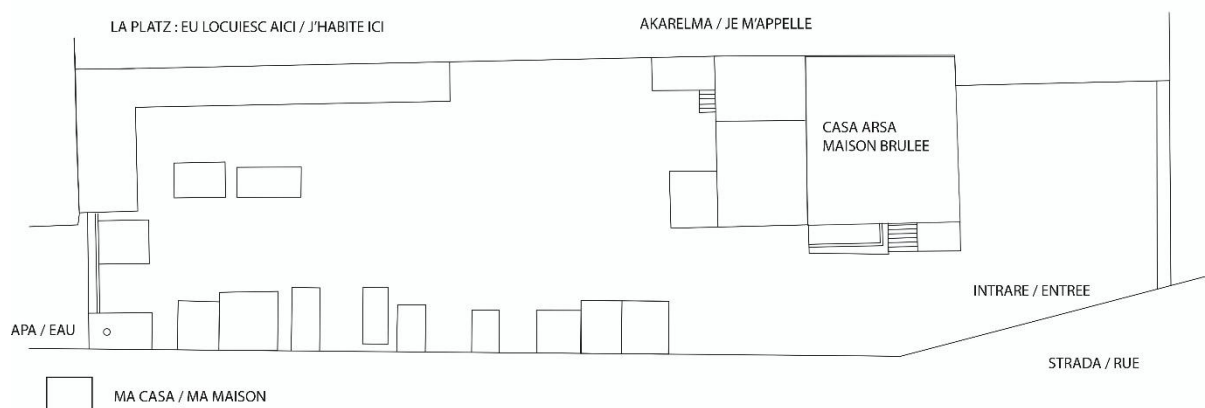 LA PLATZ : EU LOCUIESC AICI / J'HABITE ICI
AKARELMA / JE M'APPELLE
CASA ARSA
MAISON BRULEE
INTRARE / ENTREE
APA / EAU
STRADA / RUE
MA CASA / MA MAISON